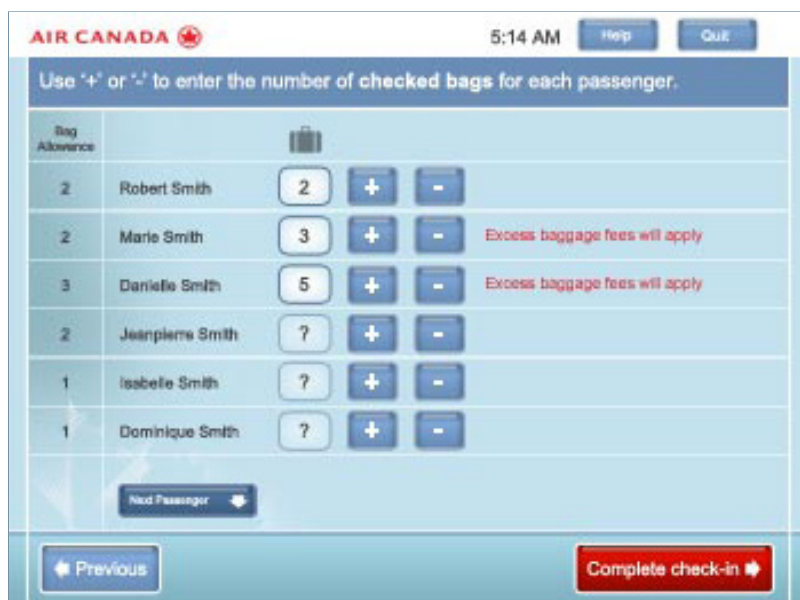 AIR CANADA
5:14 AM
Help
Quit
Use '+' or '-' to enter the number of checked bags for each passenger.
Bag
Allowance
2 Robert Smith 2 + -
2 Marie Smith 3 + - Excess baggage fees will apply
3 Danielle Smith 5 + - Excess baggage fees will apply
2 Jeanpierre Smith ? + -
1 Isabelle Smith ? + -
1 Dominique Smith ? + -
Next Passenger
Previous
Complete check-in